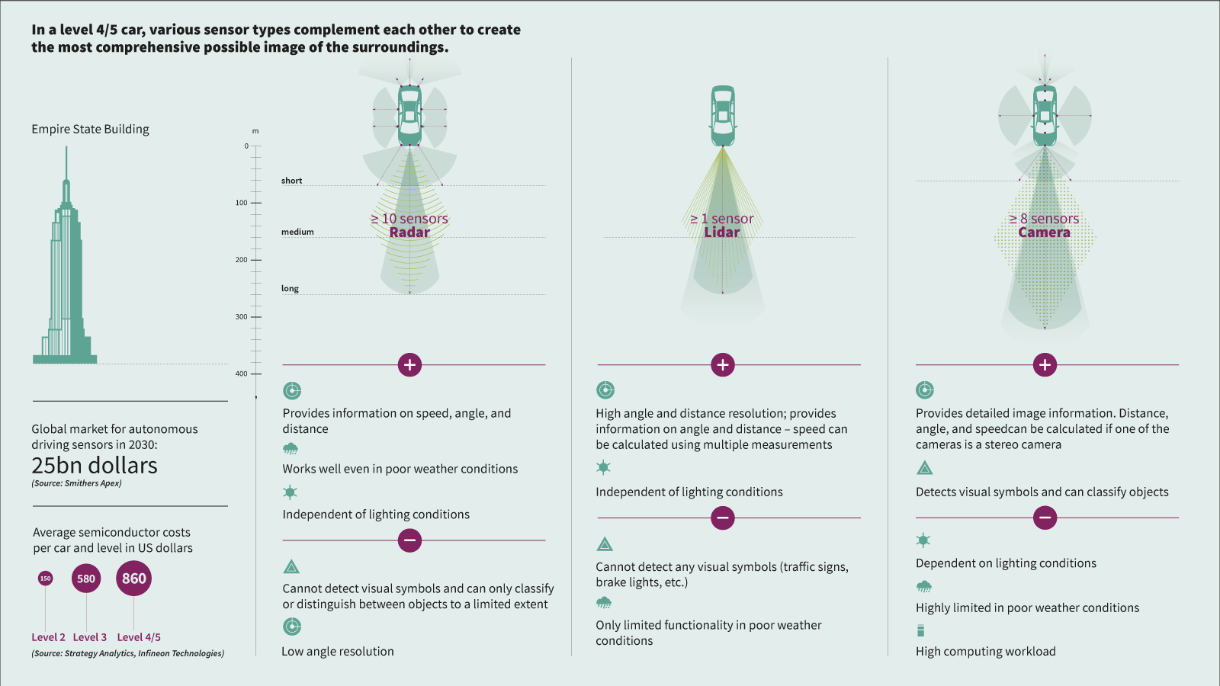 In a level 4/5 car, various sensor types complement each other to create
the most comprehensive possible image of the surroundings.
Empire State Building
m
0
100
200
300
400
short
medium
long
≥ 10 sensors
Radar
≥ 1 sensor
Lidar
≥ 8 sensors
Camera
Global market for autonomous
driving sensors in 2030:
25bn dollars
(Source: Smithers Apex)
Average semiconductor costs
per car and level in US dollars
150 580 860
Level 2 Level 3 Level 4/5
(Source: Strategy Analytics, Infineon Technologies)
+
Provides information on speed, angle, and
distance
Works well even in poor weather conditions
Independent of lighting conditions
−
Cannot detect visual symbols and can only classify
or distinguish between objects to a limited extent
Low angle resolution
+
High angle and distance resolution; provides
information on angle and distance – speed can
be calculated using multiple measurements
Independent of lighting conditions
−
Cannot detect any visual symbols (traffic signs,
brake lights, etc.)
Only limited functionality in poor weather
conditions
+
Provides detailed image information. Distance,
angle, and speedcan be calculated if one of the
cameras is a stereo camera
Detects visual symbols and can classify objects
−
Dependent on lighting conditions
Highly limited in poor weather conditions
High computing workload